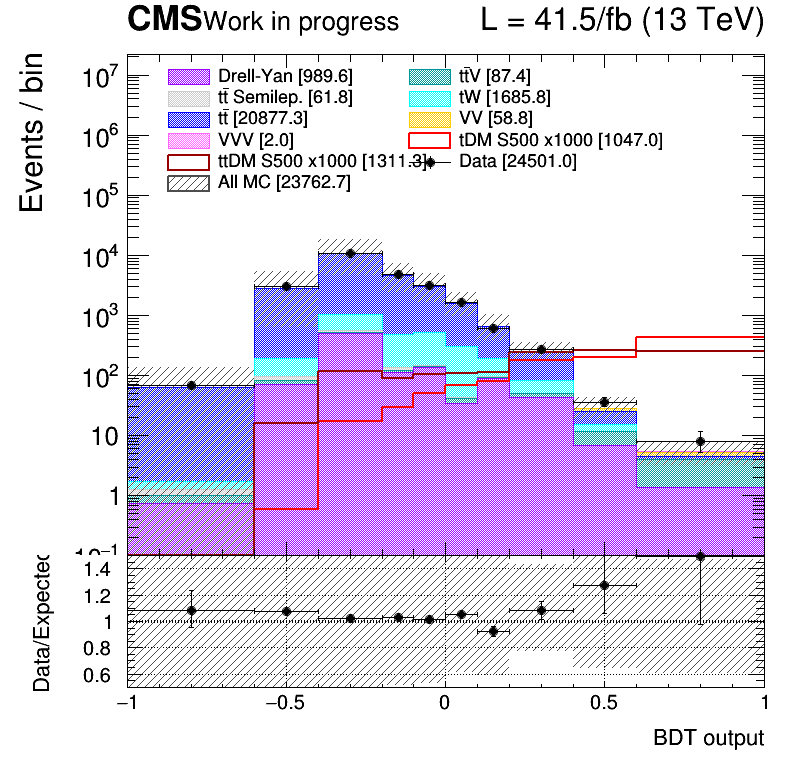 CMS Work in progress L = 41.5/fb (13 TeV)
Events / bin
10⁷
10⁶
10⁵
10⁴
10³
10²
10
1
10⁻¹
Drell-Yan [989.6] tt̄V [87.4]
tt̄ Semilep. [61.8] tW [1685.8]
tt̄ [20877.3] VV [58.8]
VVV [2.0] tDM S500 x1000 [1047.0]
ttDM S500 x1000 [1311.3] Data [24501.0]
All MC [23762.7]
Data/Expected
1.4
1.2
1
0.8
0.6
−1 −0.5 0 0.5 1
BDT output